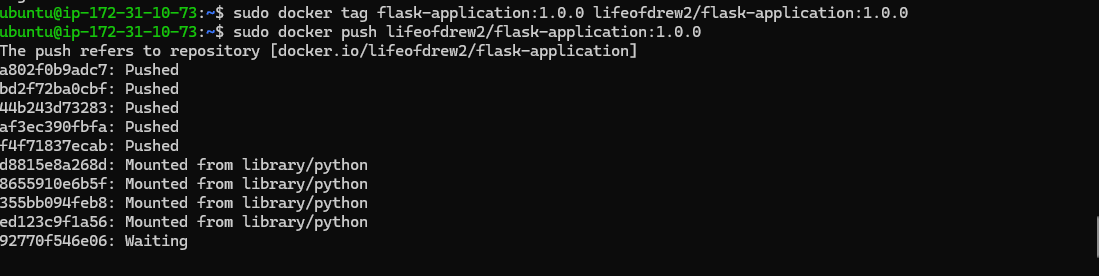 ubuntu@ip-172-31-10-73:~$ sudo docker tag flask-application:1.0.0 lifeofdrew2/flask-application:1.0.0
ubuntu@ip-172-31-10-73:~$ sudo docker push lifeofdrew2/flask-application:1.0.0
The push refers to repository [docker.io/lifeofdrew2/flask-application]
a802f0b9adc7: Pushed
bd2f72ba0cbf: Pushed
44b243d73283: Pushed
af3ec390fbfa: Pushed
f4f71837ecab: Pushed
d8815e8a268d: Mounted from library/python
8655910e6b5f: Mounted from library/python
355bb094feb8: Mounted from library/python
ed123c9f1a56: Mounted from library/python
92770f546e06: Waiting